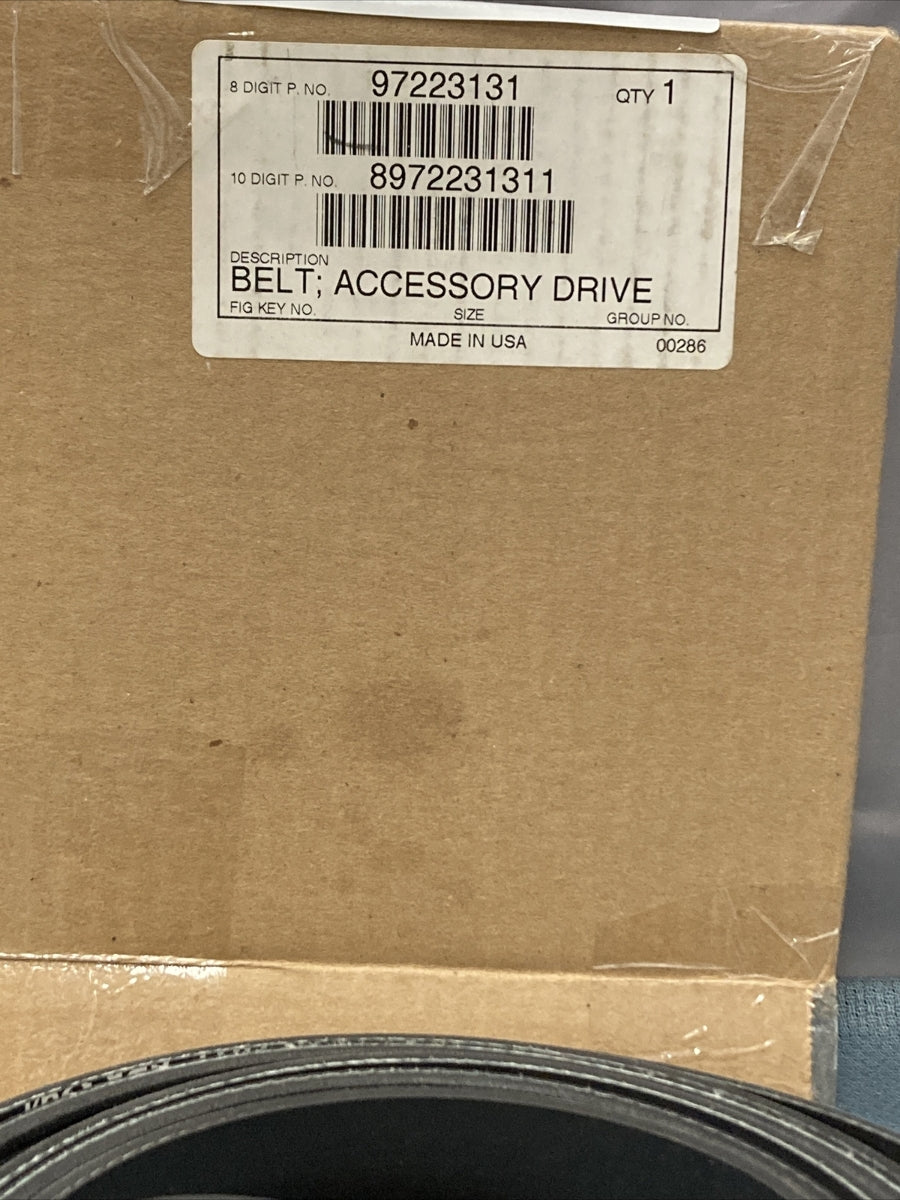 8 DIGIT P. NO. 97223131 QTY 1
10 DIGIT P. NO. 8972231311
DESCRIPTION
BELT; ACCESSORY DRIVE
FIG KEY NO. SIZE GROUP NO.
MADE IN USA 00286